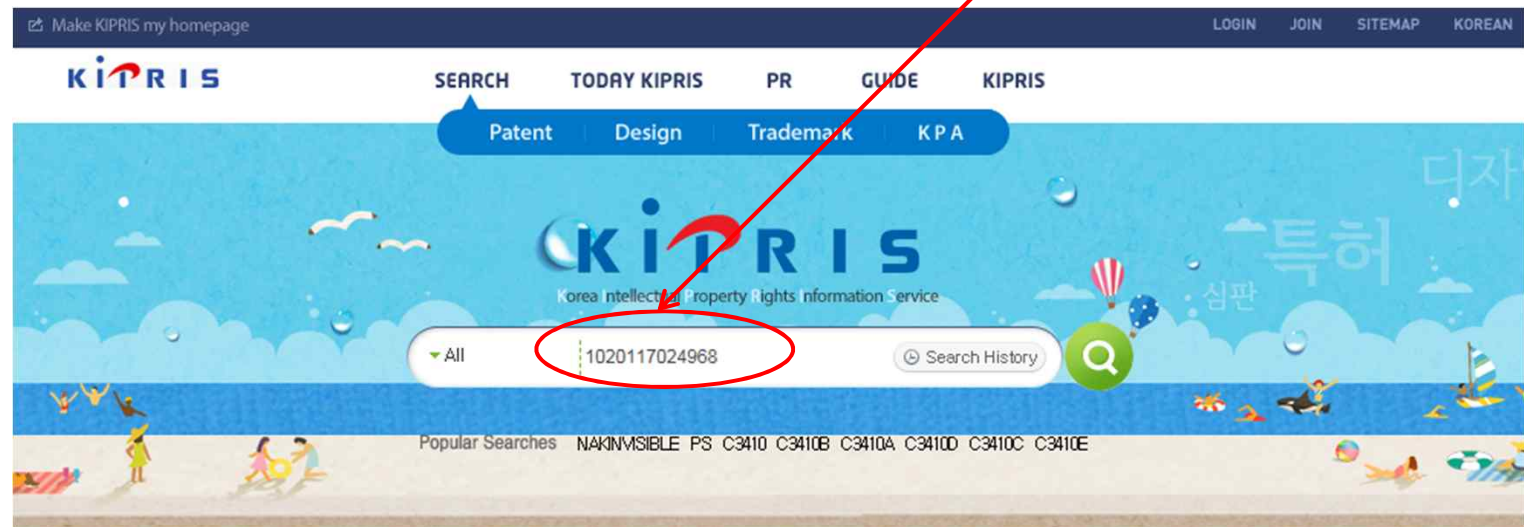 Make KIPRIS my homepage LOGIN JOIN SITEMAP KOREAN
KIPRIS SEARCH TODAY KIPRIS PR GUIDE KIPRIS
Patent Design Trademark KPA
디자
특허
심판
KIPRIS
Korea Intellectual Property Rights Information Service
All 1020117024968 Search History
Popular Searches NAKINVISIBLE PS C3410 C3410B C3410A C3410D C3410C C3410E